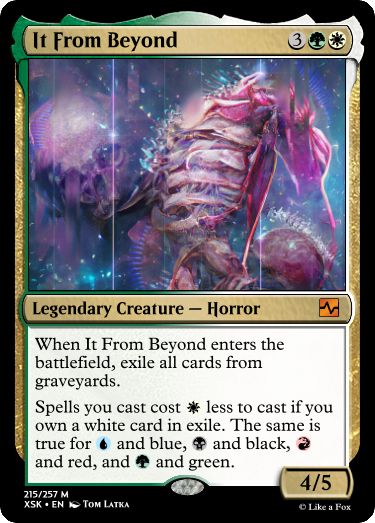 It From Beyond 3
Legendary Creature — Horror
When It From Beyond enters the
battlefield, exile all cards from
graveyards.
Spells you cast cost less to cast if you
own a white card in exile. The same is
true for and blue, and black,
and red, and and green.
4/5
215/257 M
XSK • EN Tom Latka
© Like a Fox